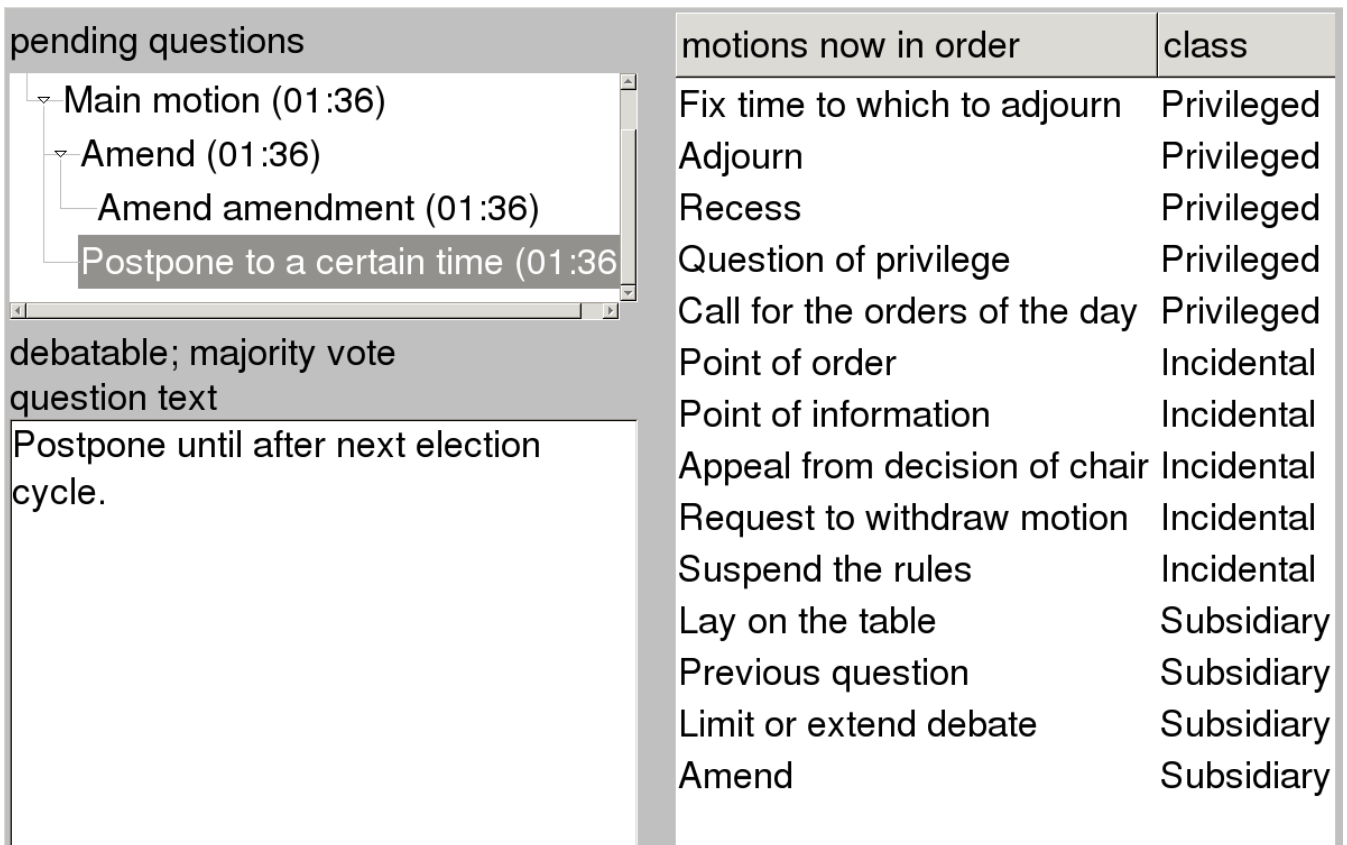 pending questions
Main motion (01:36)
Amend (01:36)
Amend amendment (01:36)
Postpone to a certain time (01:36
debatable; majority vote
question text
Postpone until after next election
cycle.
motions now in order class
Fix time to which to adjourn Privileged
Adjourn Privileged
Recess Privileged
Question of privilege Privileged
Call for the orders of the day Privileged
Point of order Incidental
Point of information Incidental
Appeal from decision of chair Incidental
Request to withdraw motion Incidental
Suspend the rules Incidental
Lay on the table Subsidiary
Previous question Subsidiary
Limit or extend debate Subsidiary
Amend Subsidiary